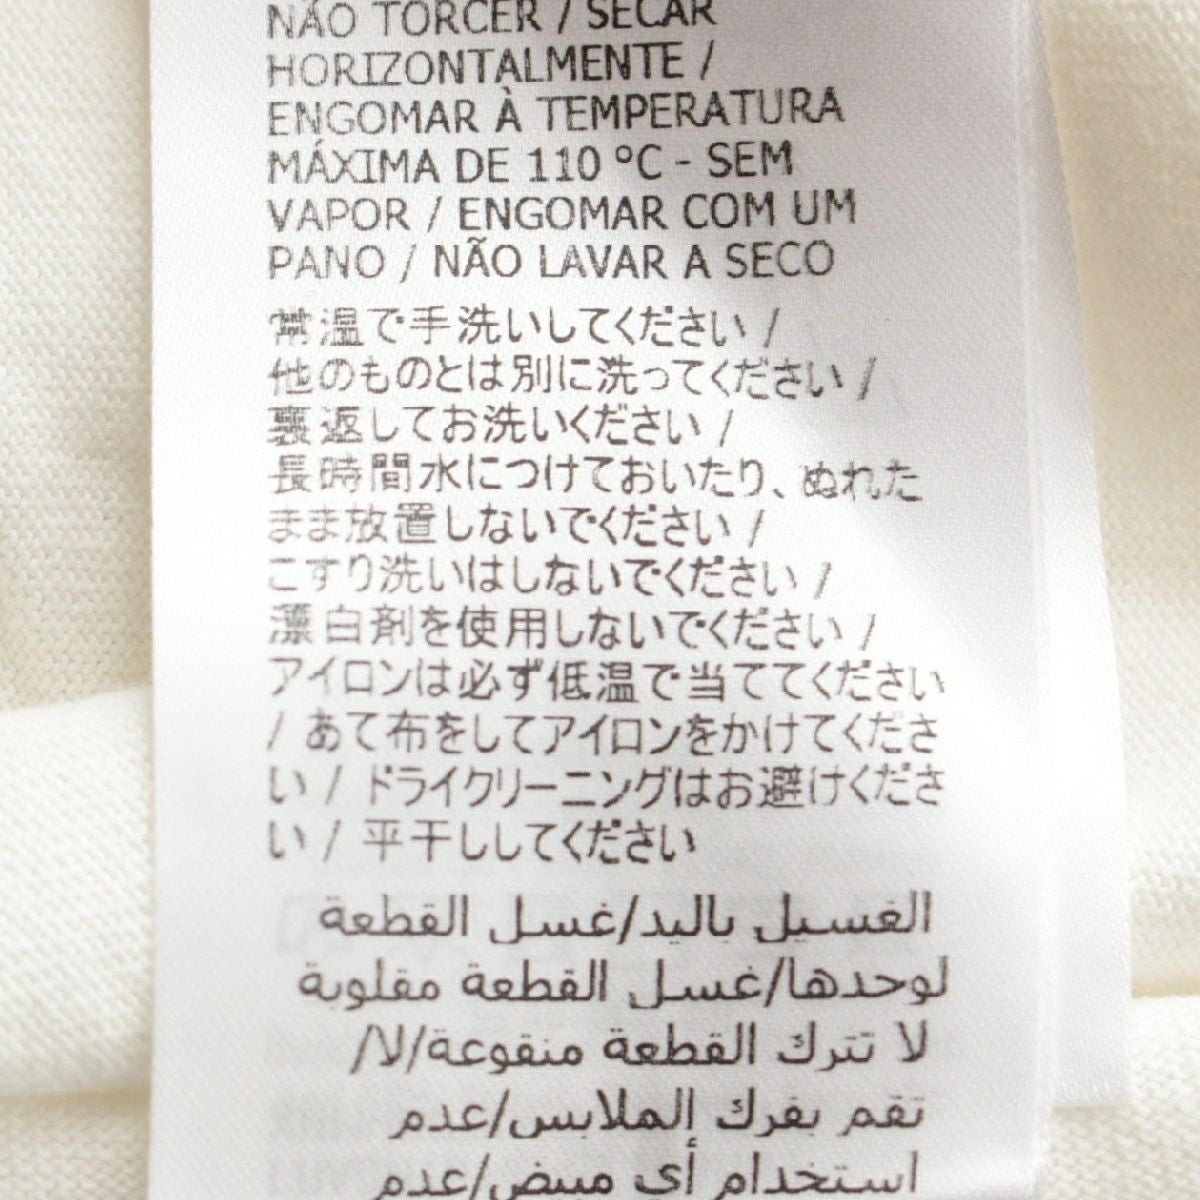 NÃO TORCER / SECAR
HORIZONTALMENTE /
ENGOMAR À TEMPERATURA
MÁXIMA DE 110 ºC - SEM
VAPOR / ENGOMAR COM UM
PANO / NÃO LAVAR A SECO
常温で手洗いしてください /
他のものとは別に洗ってください /
裏返してお洗いください /
長時間水につけておいたり、ぬれた
まま放置しないでください /
こすり洗いはしないでください /
漂白剤を使用しないでください /
アイロンは必ず低温で当ててください
/ あて布をしてアイロンをかけてくださ
い / ドライクリーニングはお避けくださ
い / 平干ししてください
الغسيل باليد/غسل القطعة
لوحدها/غسل القطعة مقلوبة
لا تترك القطعة منقوعة/لا/
تقم بفرك الملابس/عدم
استخدام أي مبيض/عدم